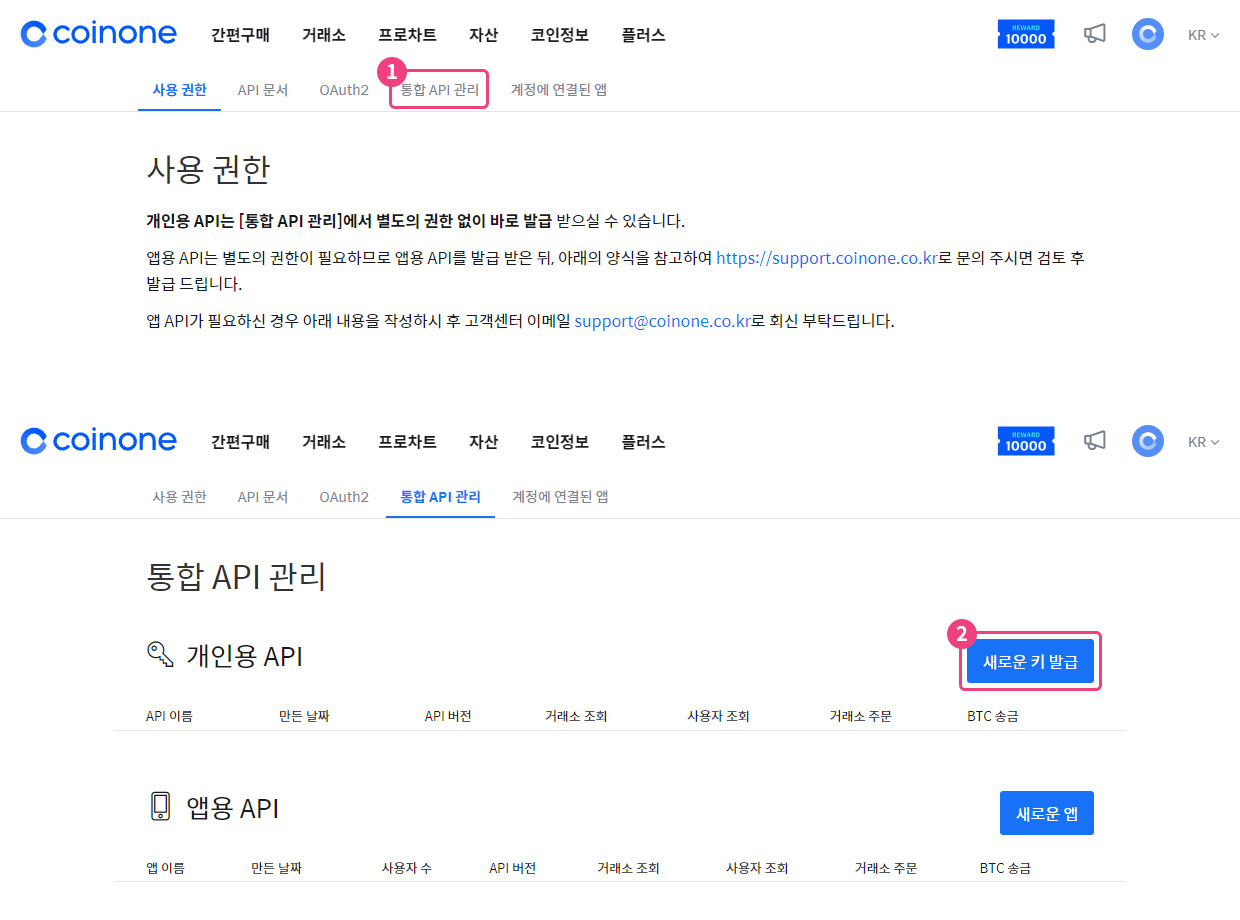 coinone 간편구매 거래소 프로차트 자산 코인정보 플러스 REWARD 10000 KR
1
사용 권한 API 문서 OAuth2 통합 API 관리 계정에 연결된 앱
사용 권한
개인용 API는 [통합 API 관리]에서 별도의 권한 없이 바로 발급 받으실 수 있습니다.
앱용 API는 별도의 권한이 필요하므로 앱용 API를 발급 받은 뒤, 아래의 양식을 참고하여 https://support.coinone.co.kr로 문의 주시면 검토 후
발급 드립니다.
앱 API가 필요하신 경우 아래 내용을 작성하시 후 고객센터 이메일 support@coinone.co.kr로 회신 부탁드립니다.
coinone 간편구매 거래소 프로차트 자산 코인정보 플러스 REWARD 10000 KR
사용 권한 API 문서 OAuth2 통합 API 관리 계정에 연결된 앱
통합 API 관리
2
개인용 API 새로운 키 발급
API 이름 만든 날짜 API 버전 거래소 조회 사용자 조회 거래소 주문 BTC 송금
앱용 API 새로운 앱
앱 이름 만든 날짜 사용자 수 API 버전 거래소 조회 사용자 조회 거래소 주문 BTC 송금